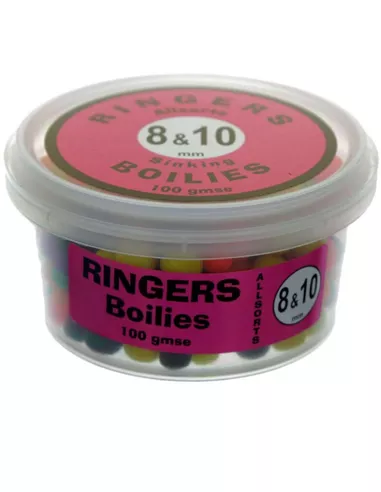 RINGERS
Allsorts
8 & 10
mm
Sinking
BOILIES
100 gmse
RINGERS
Boilies
100 gmse
ALLSORTS
8 & 10
mm